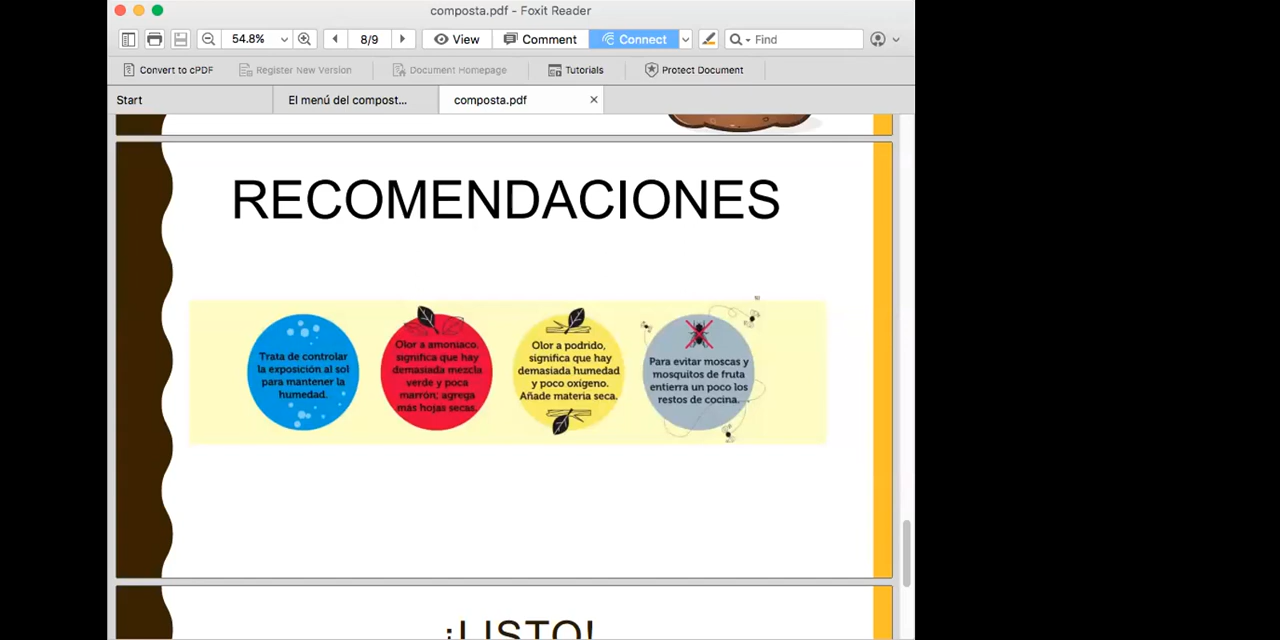 composta.pdf - Foxit Reader
54.8%
8/9
View
Comment
Connect
Find
Convert to cPDF
Register New Version
Document Homepage
Tutorials
Protect Document
Start
El menú del compost...
composta.pdf
RECOMENDACIONES
Trata de controlar
la exposición al sol
para mantener la
humedad.
Olor a amoniaco,
significa que hay
demasiada mezcla
verde y poca
marrón; agrega
más hojas secas.
Olor a podrido,
significa que hay
demasiada humedad
y poco oxígeno.
Añade materia seca.
Para evitar moscas y
mosquitos de fruta
entierra un poco los
restos de cocina.
¡LISTO!